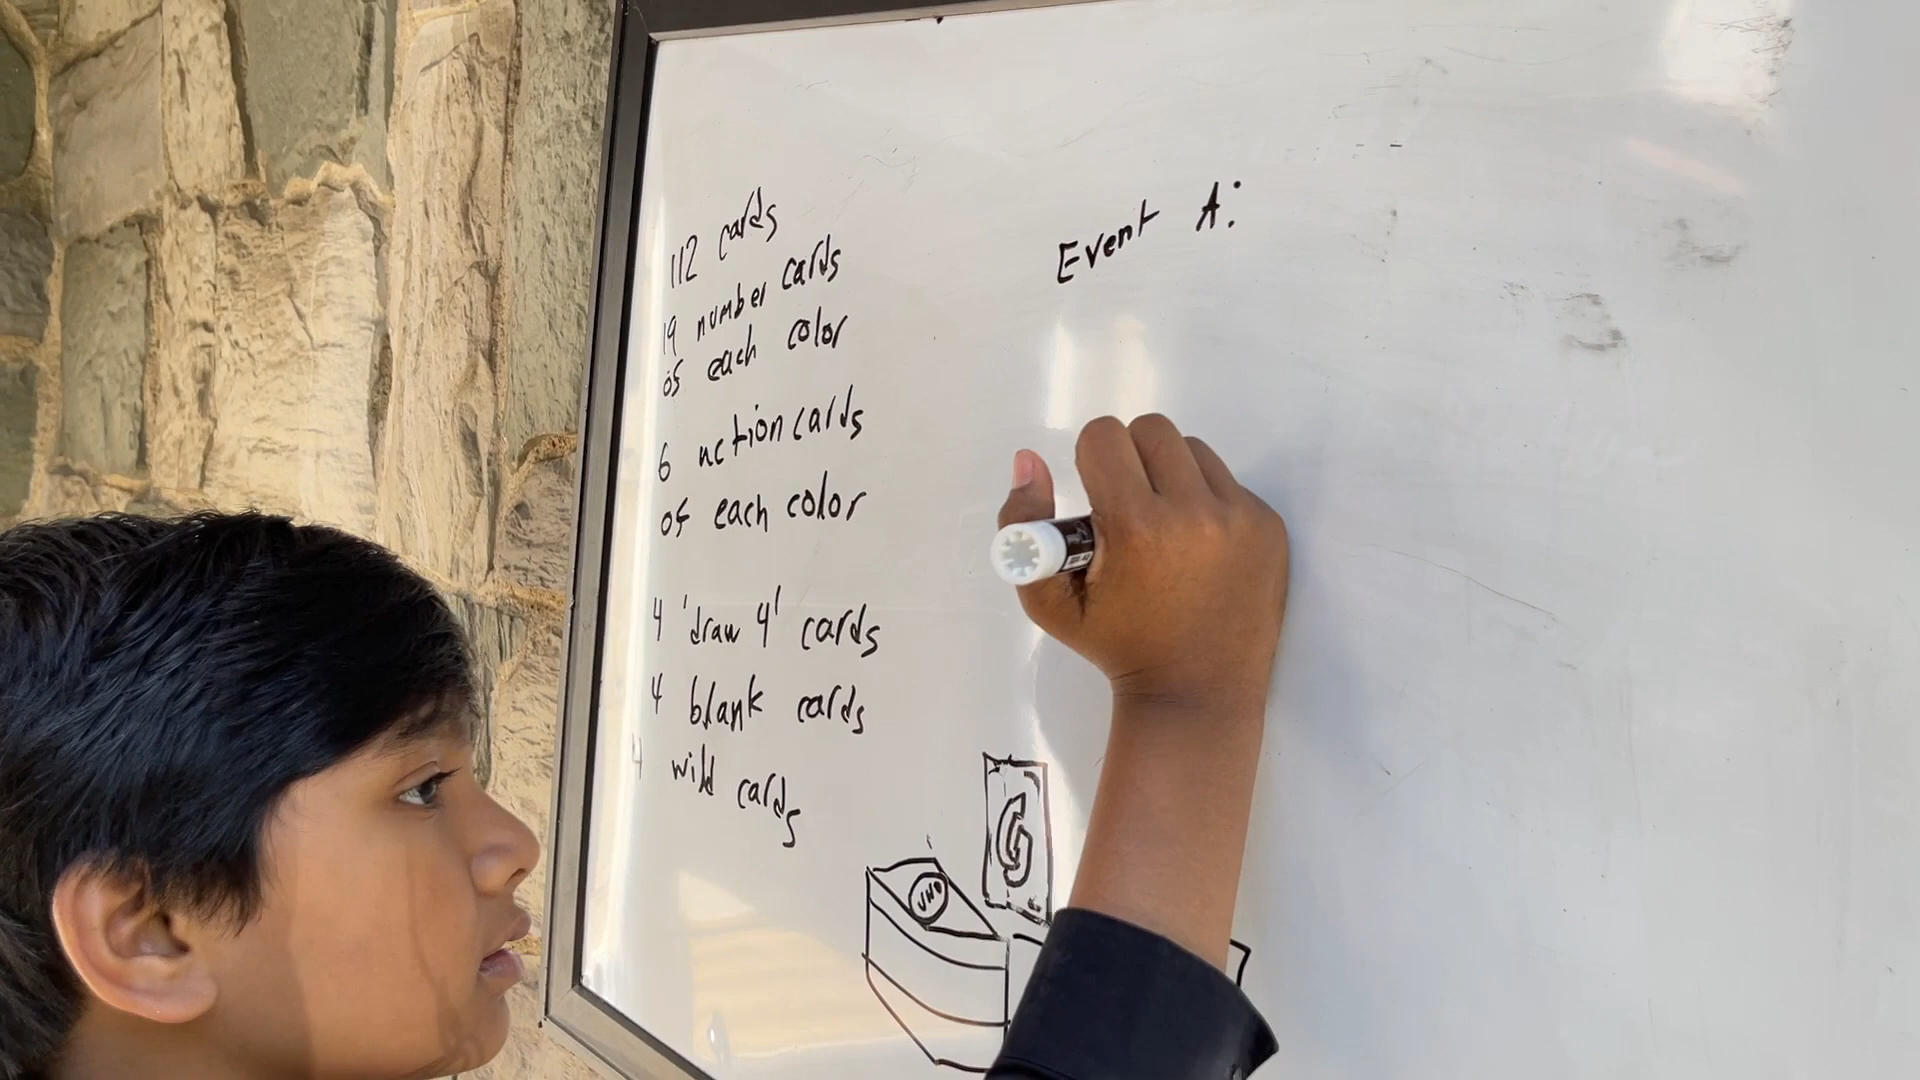 112 cards
19 number cards
of each color
6 action cards
of each color
4 'draw 4' cards
4 blank cards
4 wild cards
Event A:
UNO